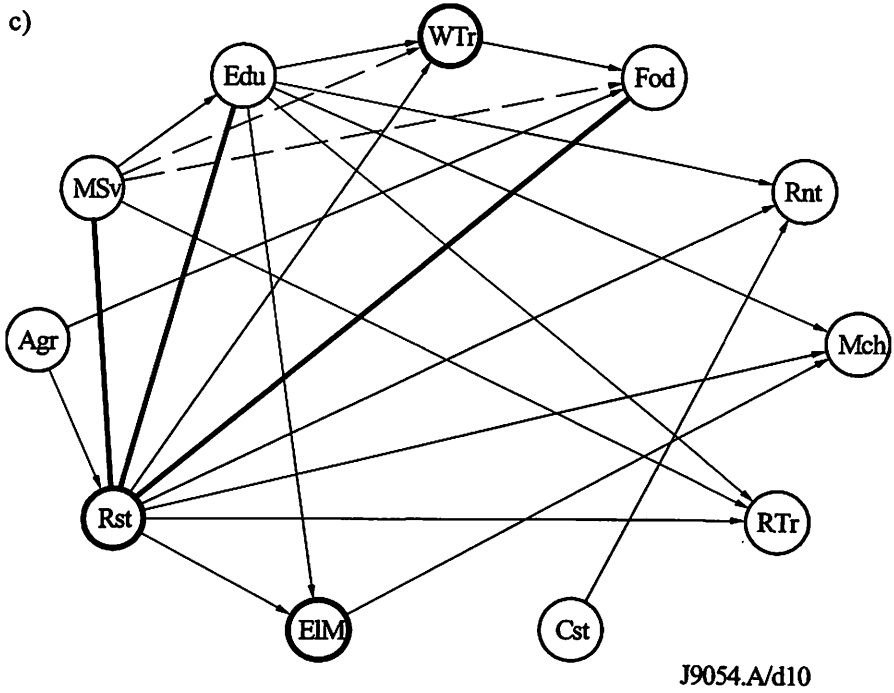 c)
WTr
Edu
Fod
MSv
Rnt
Agr
Mch
Rst
RTr
ElM
Cst
J9054.A/d10